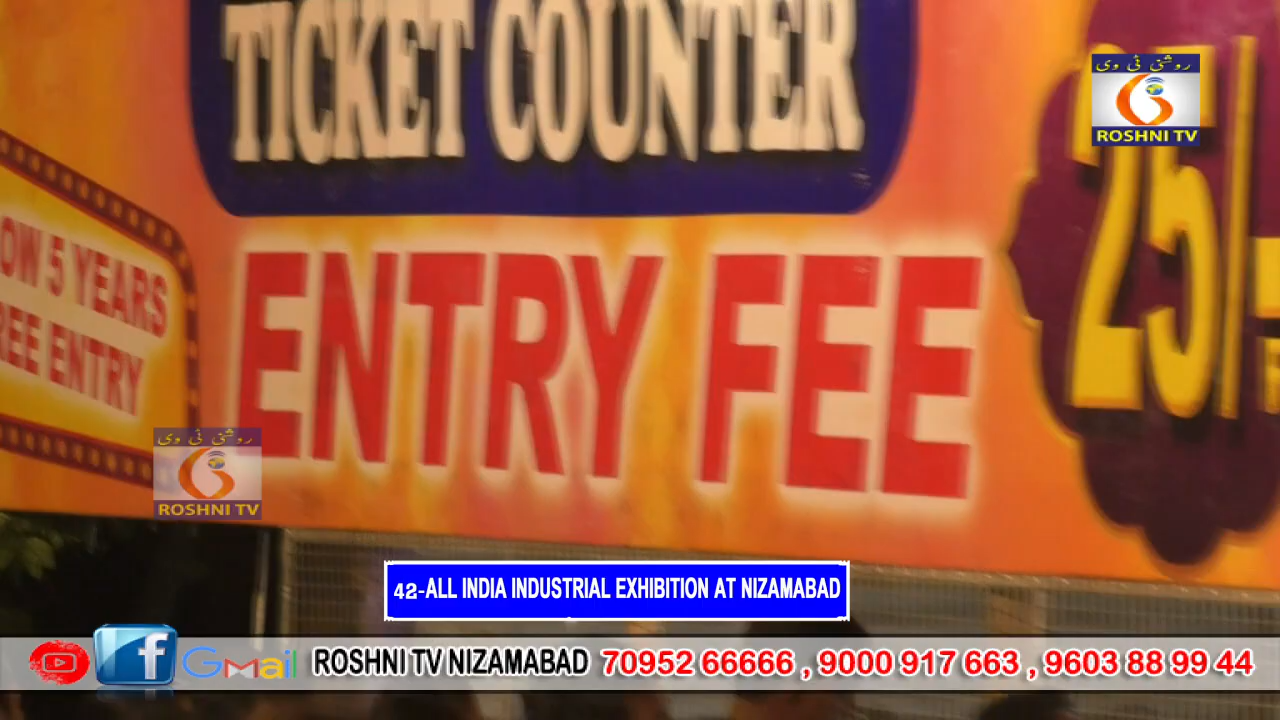 TICKET COUNTER
روشنی ٹی وی
ROSHNI TV
25/
ENTRY FEE
OW 5 YEARS
REE ENTRY
روشنی ٹی وی
ROSHNI TV
42-ALL INDIA INDUSTRIAL EXHIBITION AT NIZAMABAD
f Gmail ROSHNI TV NIZAMABAD 70952 66666 , 9000 917 663 , 9603 88 99 44